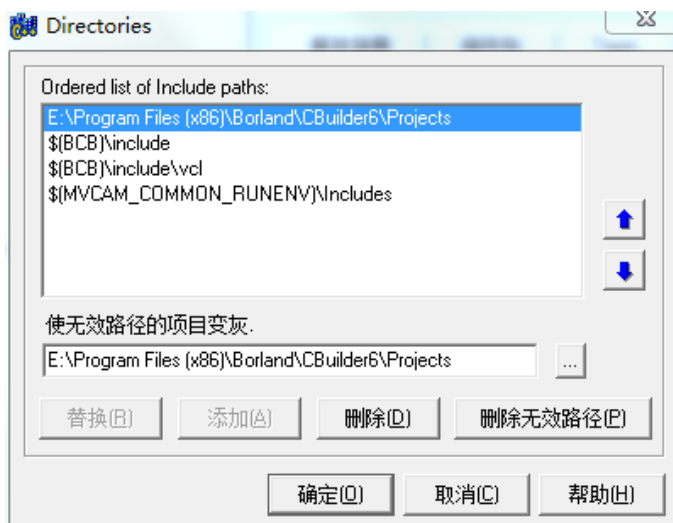 Directories
Ordered list of Include paths:
E:\Program Files (x86)\Borland\CBuilder6\Projects
$(BCB)\include
$(BCB)\include\vcl
$(MVCAM_COMMON_RUNENV)\Includes
使无效路径的项目变灰.
E:\Program Files (x86)\Borland\CBuilder6\Projects
...
替换(R) 添加(A) 删除(D) 删除无效路径(P)
确定(O) 取消(C) 帮助(H)